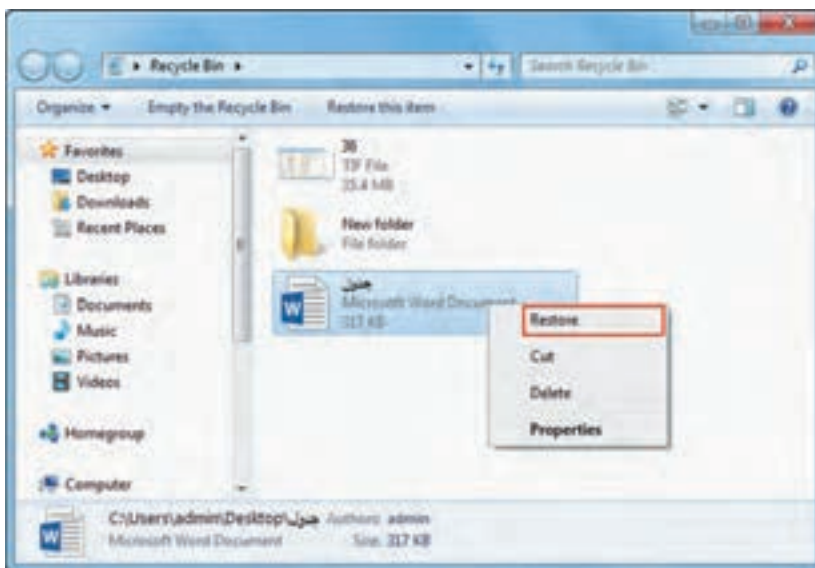 Recycle Bin
Search Recycle Bin
Organize Empty the Recycle Bin Restore this item
Favorites
Desktop
Downloads
Recent Places
Libraries
Documents
Music
Pictures
Videos
Homegroup
Computer
38
TIF File
35.4 MB
New folder
File folder
جدول
Microsoft Word Document
317 KB
Restore
Cut
Delete
Properties
C:\Users\admin\Desktop\جدول Authors: admin
Microsoft Word Document Size: 317 KB